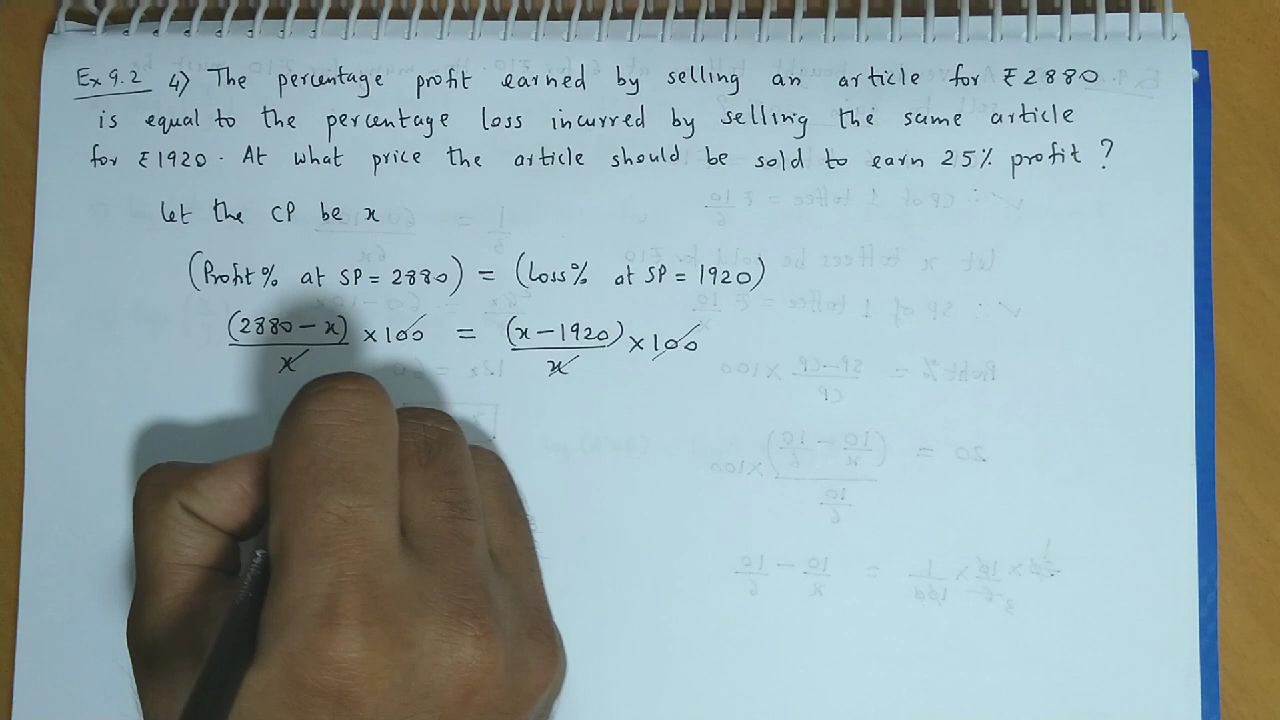 Ex 9.2 4) The percentage profit earned by selling an article for ₹2880
is equal to the percentage loss incurred by selling the same article
for ₹1920. At what price the article should be sold to earn 25% profit?
Let the CP be x
(Profit% at SP = 2880) = (Loss% at SP = 1920)
(2880 - x)/x × 100 = (x - 1920)/x × 100